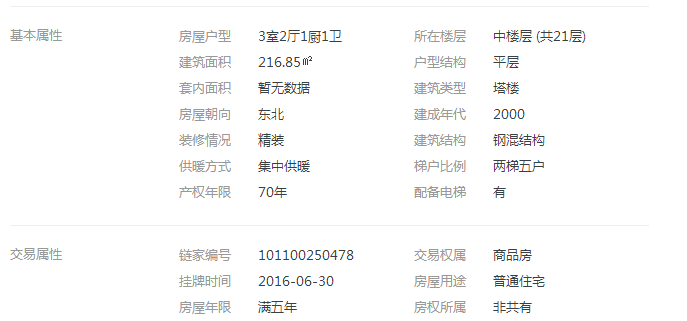 基本属性 房屋户型 3室2厅1厨1卫 所在楼层 中楼层 (共21层)
建筑面积 216.85㎡ 户型结构 平层
套内面积 暂无数据 建筑类型 塔楼
房屋朝向 东北 建成年代 2000
装修情况 精装 建筑结构 钢混结构
供暖方式 集中供暖 梯户比例 两梯五户
产权年限 70年 配备电梯 有
交易属性 链家编号 101100250478 交易权属 商品房
挂牌时间 2016-06-30 房屋用途 普通住宅
房屋年限 满五年 房权所属 非共有